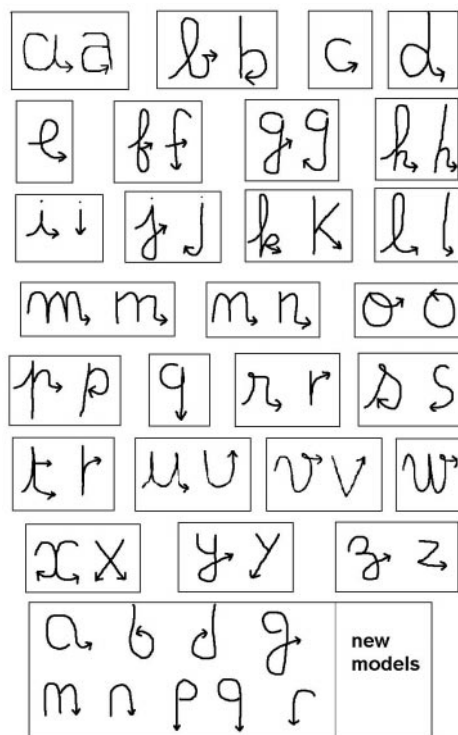 a a b b c d
e f f g g h h
i i j j k K l l
m m n n o o
p p q r r s s
t t u u v v w
x x y y z z
a b d g
m n p q r
new
models